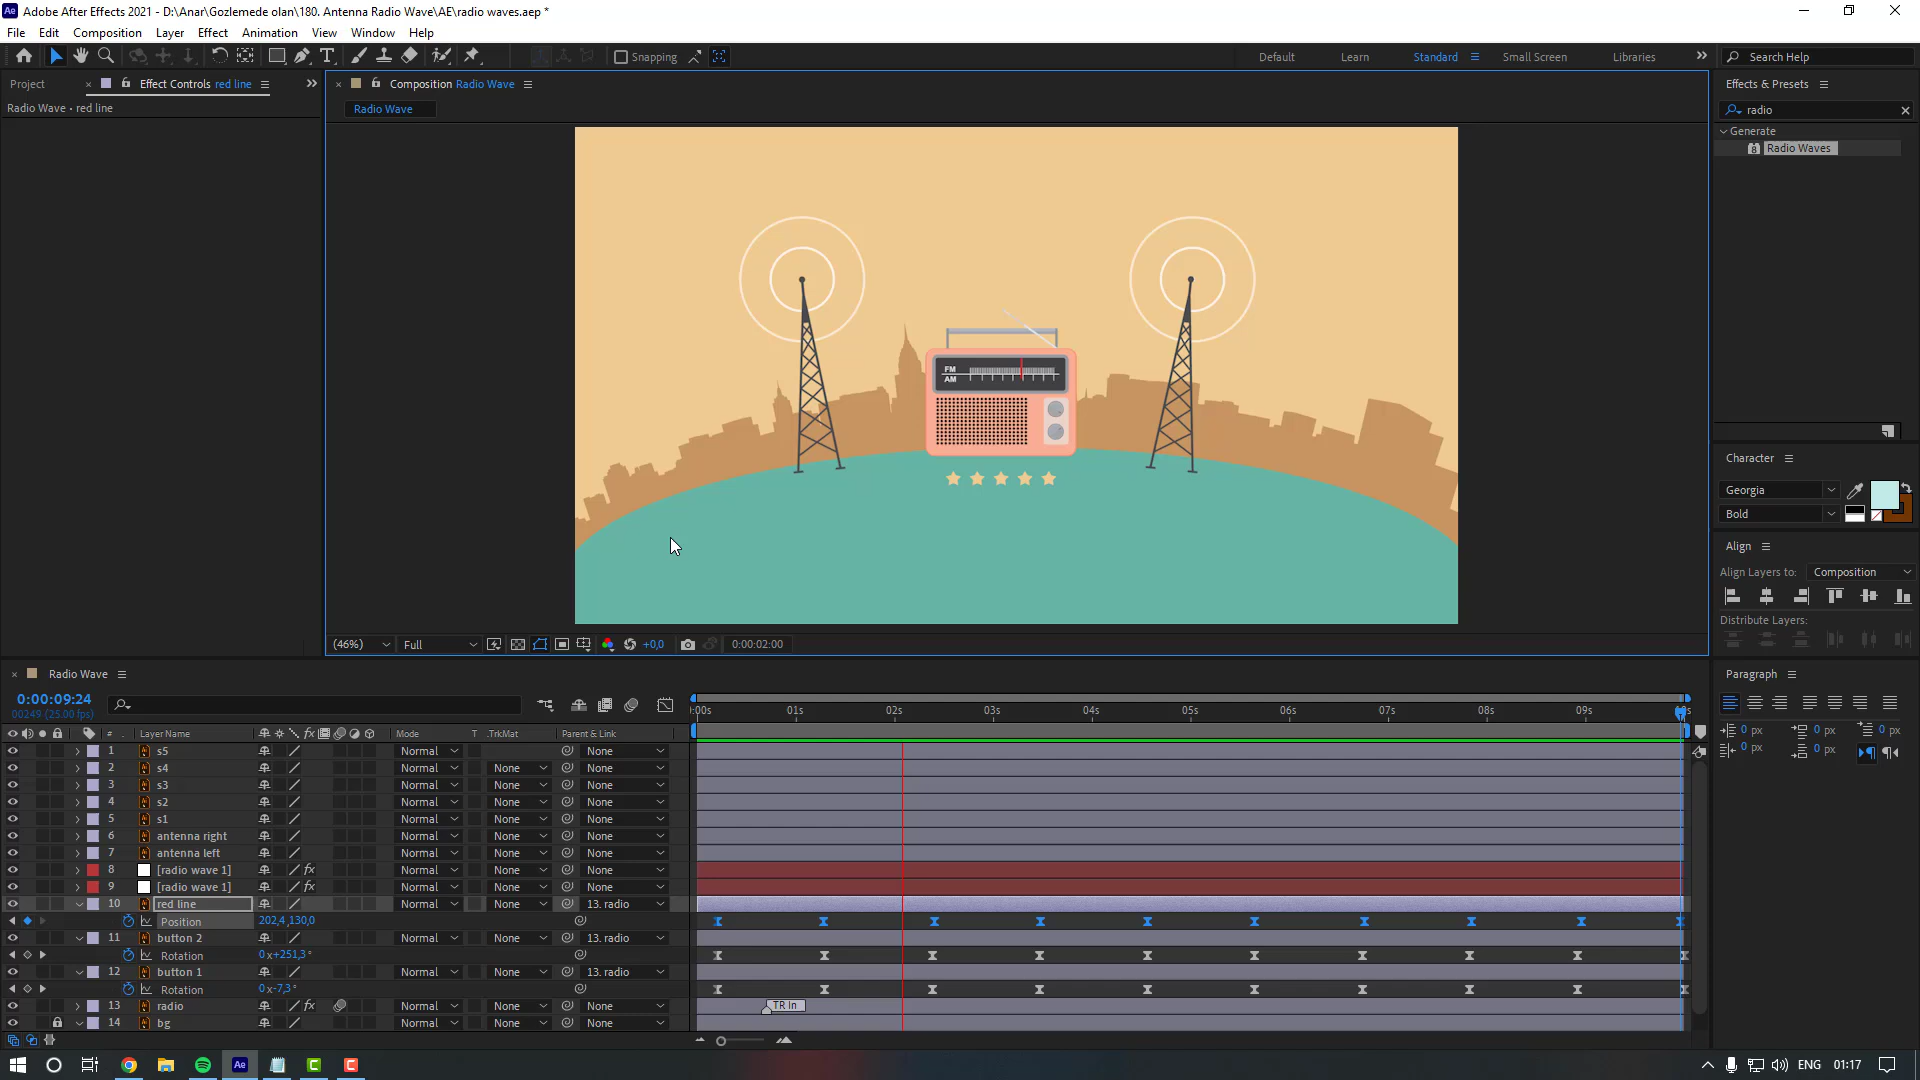 Adobe After Effects 2021 - D:\Anar\Gozlemede olan\180. Antenna Radio Wave\AE\radio waves.aep *
File Edit Composition Layer Effect Animation View Window Help
Snapping Default Learn Standard Small Screen Libraries Search Help
Project Effect Controls red line
Radio Wave • red line
Composition Radio Wave
Radio Wave
FM
AM
(46%) Full +0,0 0:00:02:00
Effects & Presets
radio
Generate
Radio Waves
Character
Georgia
Bold
Align
Align Layers to: Composition
Distribute Layers:
Paragraph
0 px 0 px 0 px
0 px 0 px
Radio Wave
0:00:09:24
00249 (25.00 fps)
:00s 01s 02s 03s 04s 05s 06s 07s 08s 09s
# Layer Name Mode T .TrkMat Parent & Link
1 s5 Normal None
2 s4 Normal None None
3 s3 Normal None None
4 s2 Normal None None
5 s1 Normal None None
6 antenna right Normal None None
7 antenna left Normal None None
8 [radio wave 1] Normal None None
9 [radio wave 1] Normal None None
10 red line Normal None 13. radio
Position 202,4,130,0
11 button 2 Normal None 13. radio
Rotation 0x+251,3°
12 button 1 Normal None 13. radio
Rotation 0x-7,3°
13 radio Normal None None TR In
14 bg Normal None None
ENG 01:17